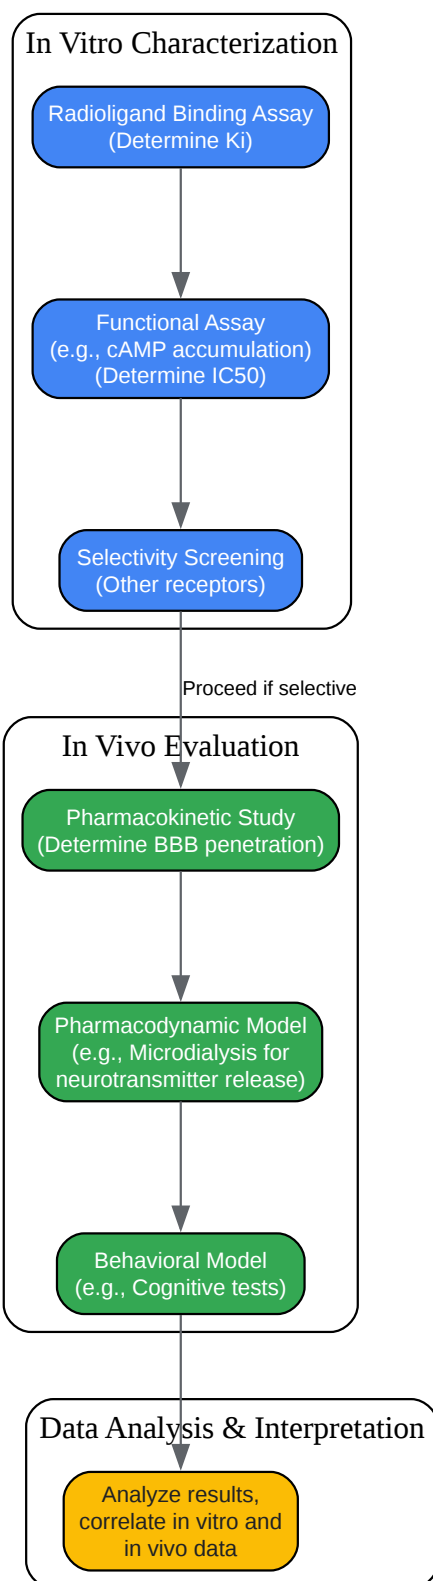 In Vitro Characterization
Radioligand Binding Assay
(Determine Ki)
Functional Assay
(e.g., cAMP accumulation)
(Determine IC50)
Selectivity Screening
(Other receptors)
Proceed if selective
In Vivo Evaluation
Pharmacokinetic Study
(Determine BBB penetration)
Pharmacodynamic Model
(e.g., Microdialysis for
neurotransmitter release)
Behavioral Model
(e.g., Cognitive tests)
Data Analysis & Interpretation
Analyze results,
correlate in vitro and
in vivo data